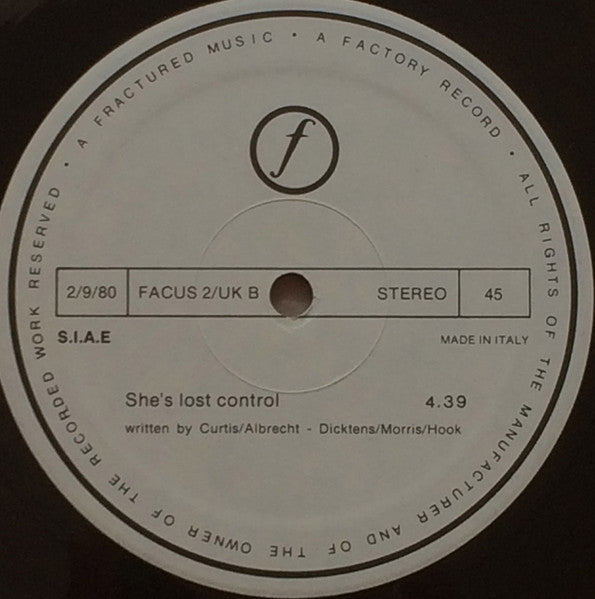 A FRACTURED MUSIC · A FACTORY RECORD · ALL RIGHTS OF THE MANUFACTURER AND OF THE OWNER OF THE RECORDED WORK RESERVED ·
f
2/9/80 FACUS 2/UK B STEREO 45
S.I.A.E MADE IN ITALY
She's lost control 4.39
written by Curtis/Albrecht - Dicktens/Morris/Hook